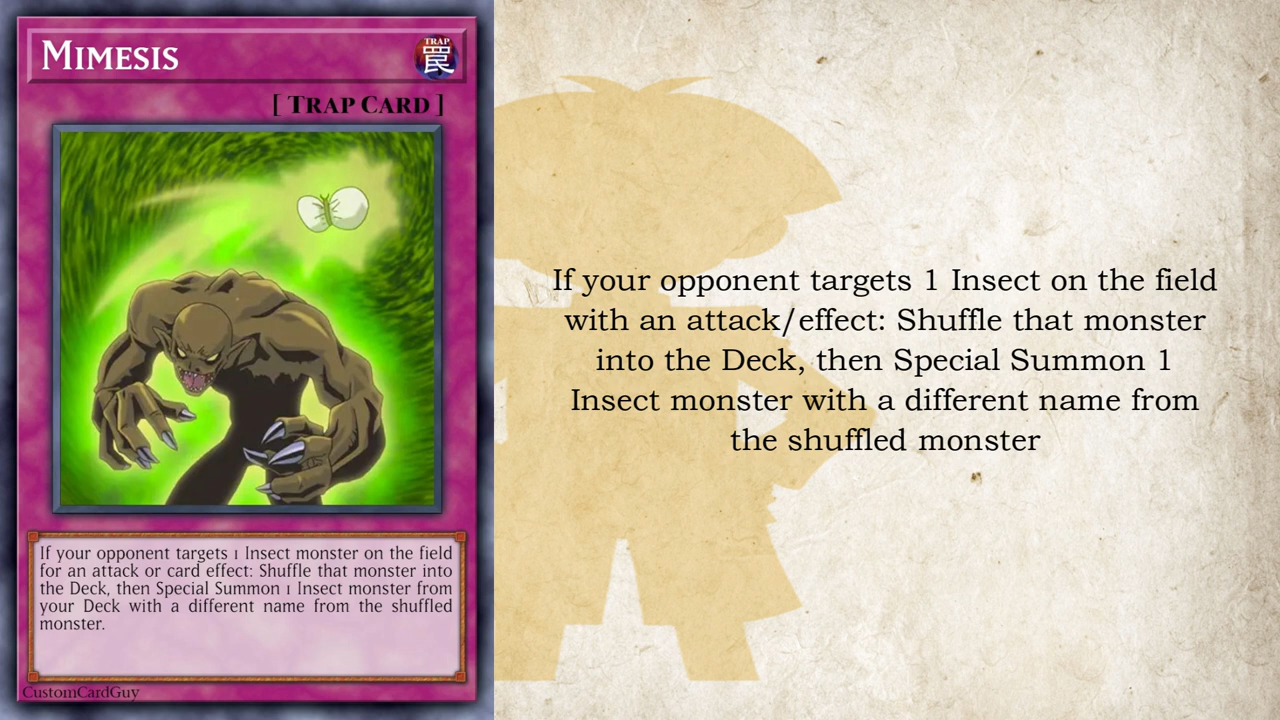 MIMESIS
TRAP
罠
[ TRAP CARD ]
If your opponent targets 1 Insect monster on the field
for an attack or card effect: Shuffle that monster into
the Deck, then Special Summon 1 Insect monster from
your Deck with a different name from the shuffled
monster.
CustomCardGuy
If your opponent targets 1 Insect on the field
with an attack/effect: Shuffle that monster
into the Deck, then Special Summon 1
Insect monster with a different name from
the shuffled monster